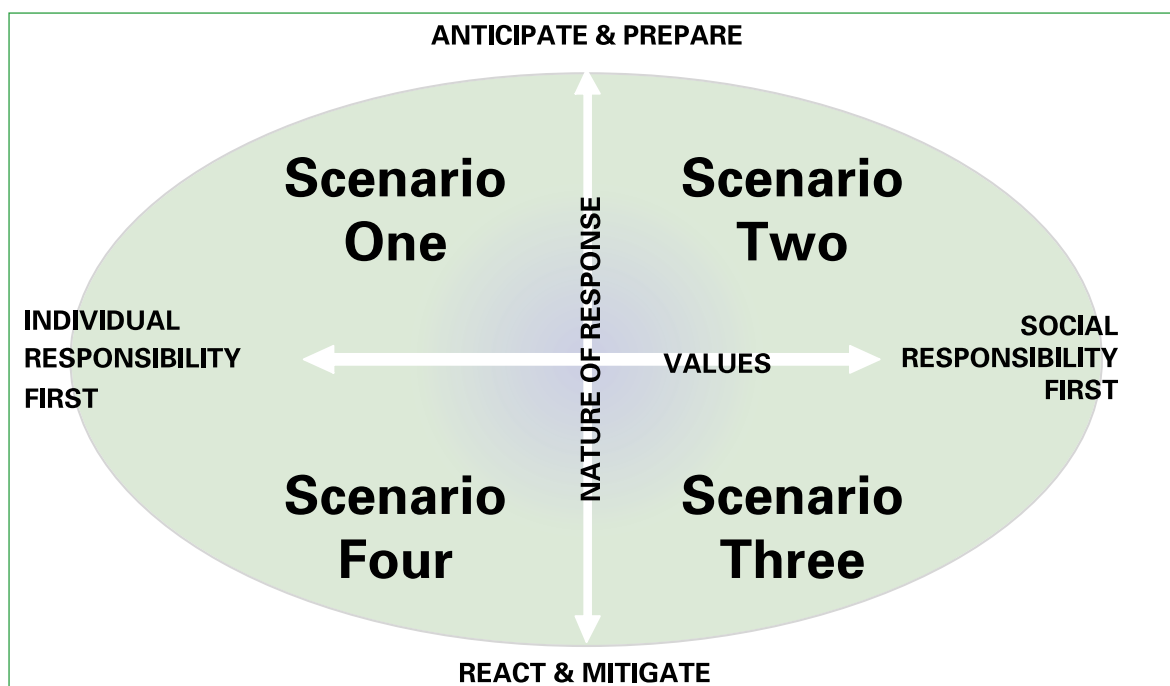 ANTICIPATE & PREPARE
Scenario
One
Scenario
Two
NATURE OF RESPONSE
INDIVIDUAL
RESPONSIBILITY
FIRST
VALUES
SOCIAL
RESPONSIBILITY
FIRST
Scenario
Four
Scenario
Three
REACT & MITIGATE